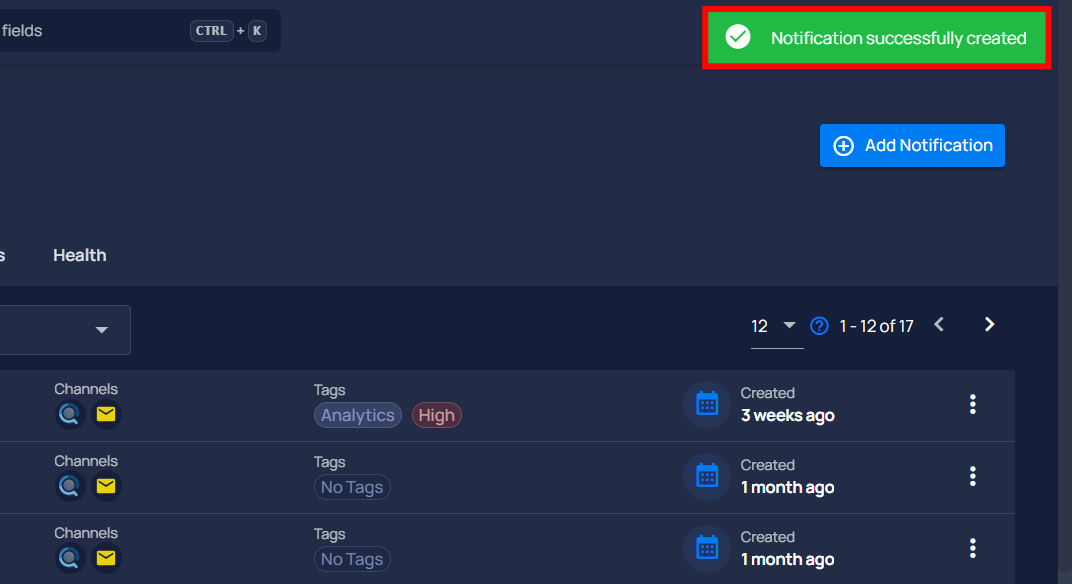 fields CTRL + K
Notification successfully created
Add Notification
s Health
12 ? 1 - 12 of 17
Channels Tags Created
Analytics High 3 weeks ago
Channels Tags Created
No Tags 1 month ago
Channels Tags Created
No Tags 1 month ago